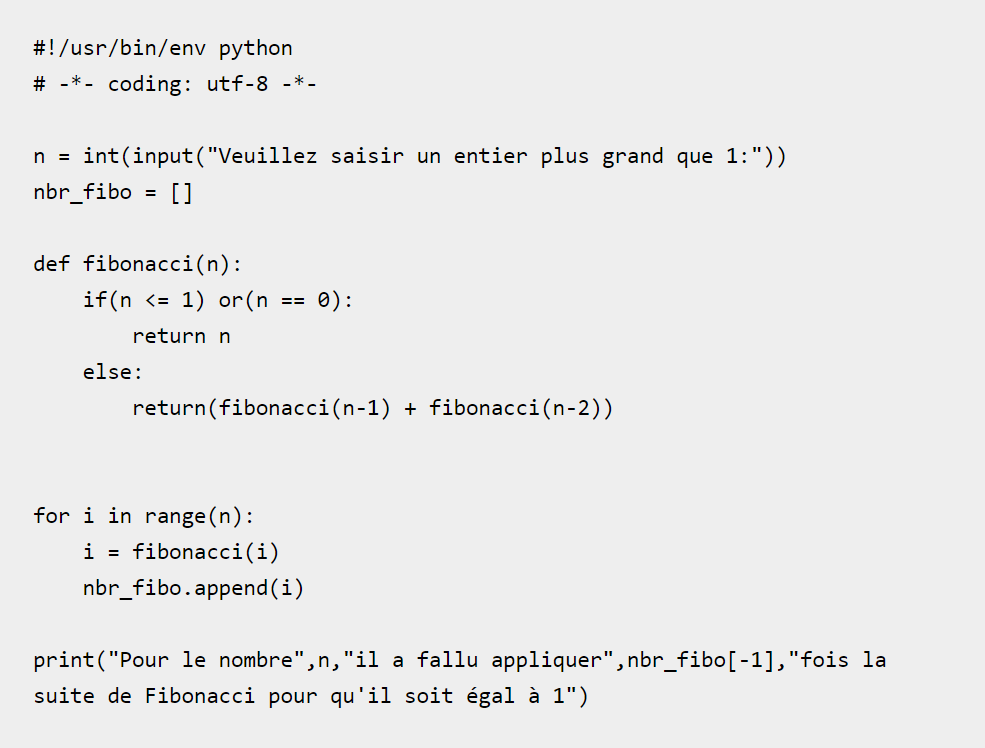 #!/usr/bin/env python
# -*- coding: utf-8 -*-

n = int(input("Veuillez saisir un entier plus grand que 1:"))
nbr_fibo = []

def fibonacci(n):
    if(n <= 1) or(n == 0):
        return n
    else:
        return(fibonacci(n-1) + fibonacci(n-2))


for i in range(n):
    i = fibonacci(i)
    nbr_fibo.append(i)

print("Pour le nombre",n,"il a fallu appliquer",nbr_fibo[-1],"fois la
suite de Fibonacci pour qu'il soit égal à 1")